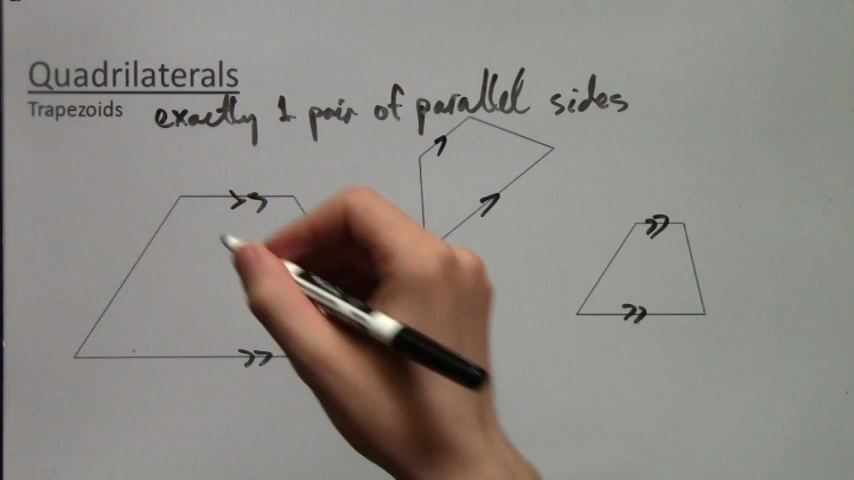 Quadrilaterals
Trapezoids exactly 1 pair of parallel sides